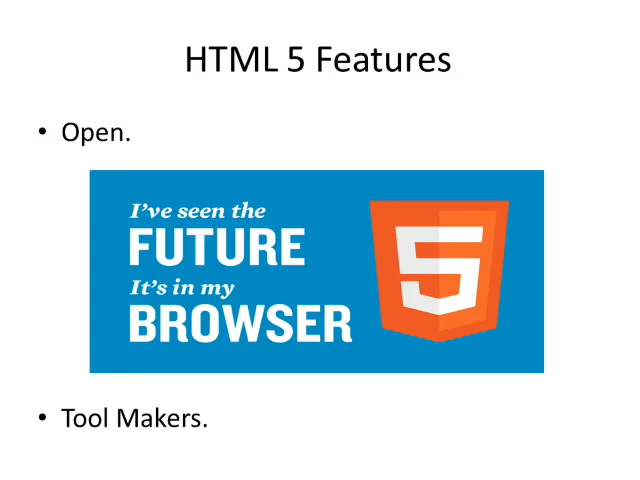 HTML 5 Features
• Open.
I've seen the
FUTURE
It's in my
BROWSER
5
• Tool Makers.